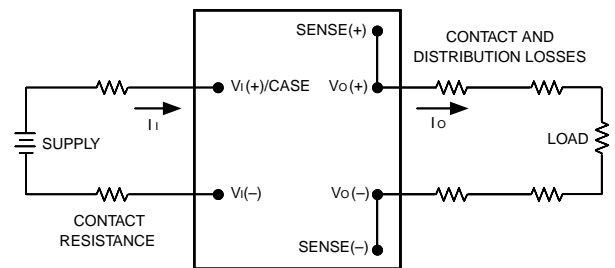 SENSE(+)
CONTACT AND
DISTRIBUTION LOSSES
VI(+)/CASE
VO(+)
II
IO
SUPPLY
LOAD
VI(–)
VO(–)
CONTACT
RESISTANCE
SENSE(–)